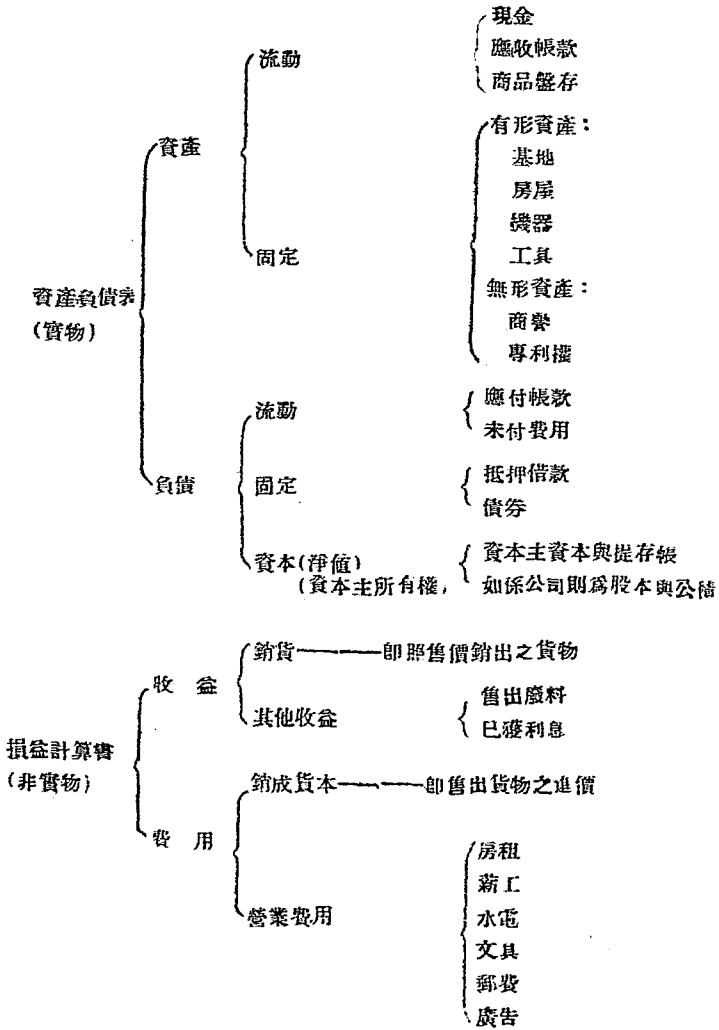 資產負債表
(實物)
資產
流動
現金
應收帳款
商品盤存
固定
有形資產：
基地
房屋
機器
工具
無形資產：
商譽
專利權
負債
流動
應付帳款
未付費用
固定
抵押借款
債券
資本(淨值)
(資本主所有權,
資本主資本與提存帳
如係公司則爲股本與公積
損益計算書
(非實物)
收 益
銷貨————即照售價銷出之貨物
其他收益
售出廢料
已獲利息
費 用
銷成貨本————即售出貨物之進價
營業費用
房租
薪工
水電
文具
郵費
廣告